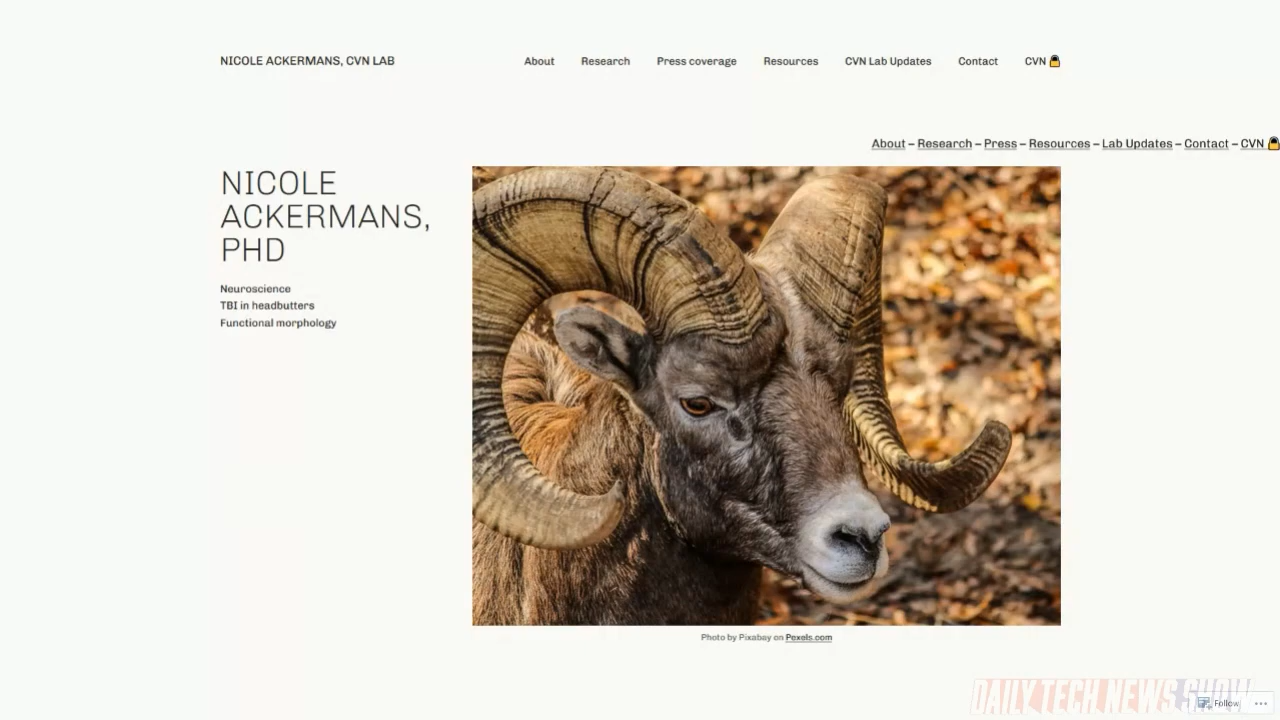 NICOLE ACKERMANS, CVN LAB
About Research Press coverage Resources CVN Lab Updates Contact CVN 🔒
About – Research – Press – Resources – Lab Updates – Contact – CVN 🔒
NICOLE
ACKERMANS,
PHD
Neuroscience
TBI in headbutters
Functional morphology
Photo by Pixabay on Pexels.com
DAILY TECH NEWS SHOW
Follow